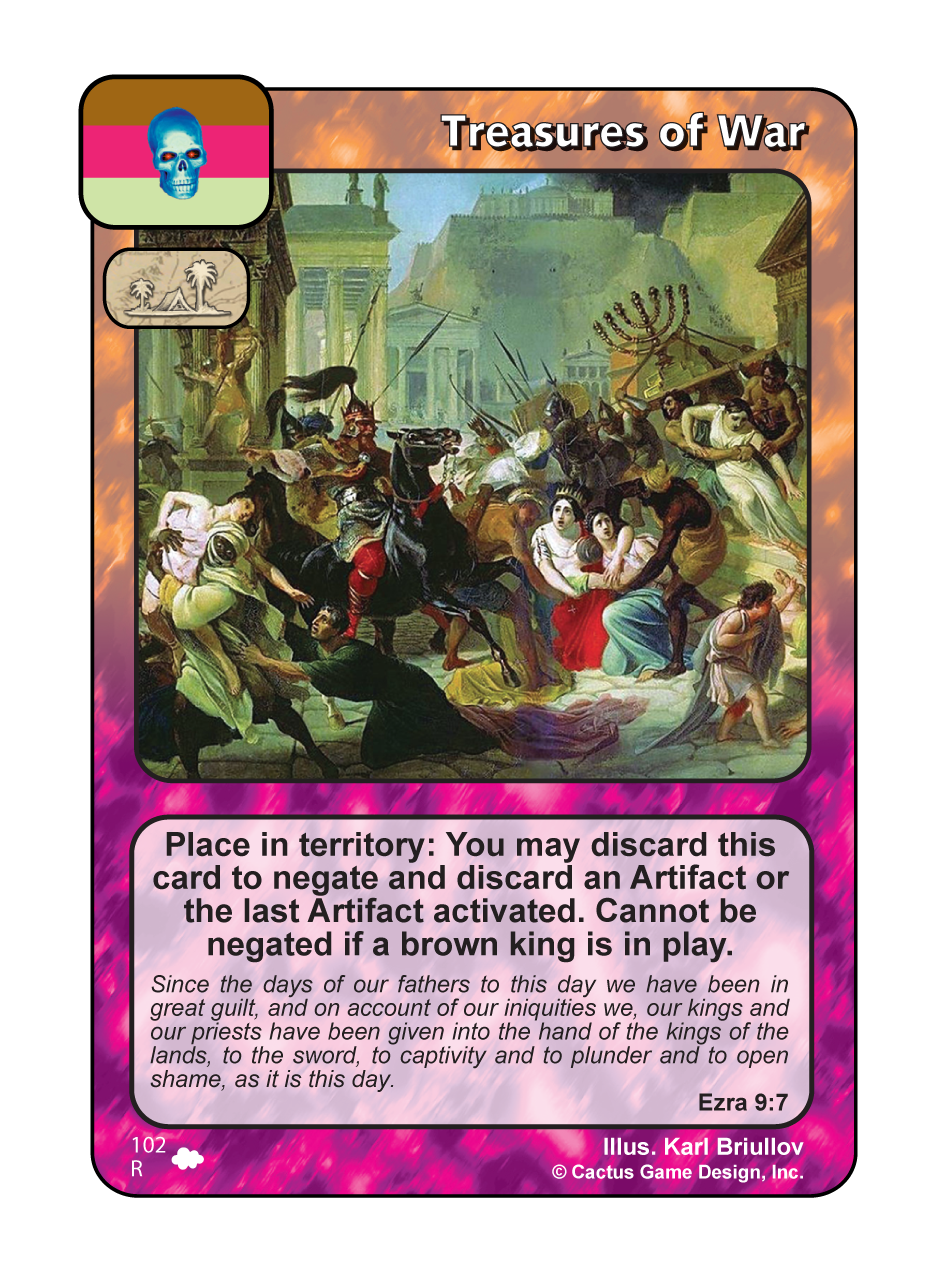 Treasures of War
Place in territory: You may discard this
card to negate and discard an Artifact or
the last Artifact activated. Cannot be
negated if a brown king is in play.
Since the days of our fathers to this day we have been in
great guilt, and on account of our iniquities we, our kings and
our priests have been given into the hand of the kings of the
lands, to the sword, to captivity and to plunder and to open
shame, as it is this day.
Ezra 9:7
102
R
Illus. Karl Briullov
© Cactus Game Design, Inc.